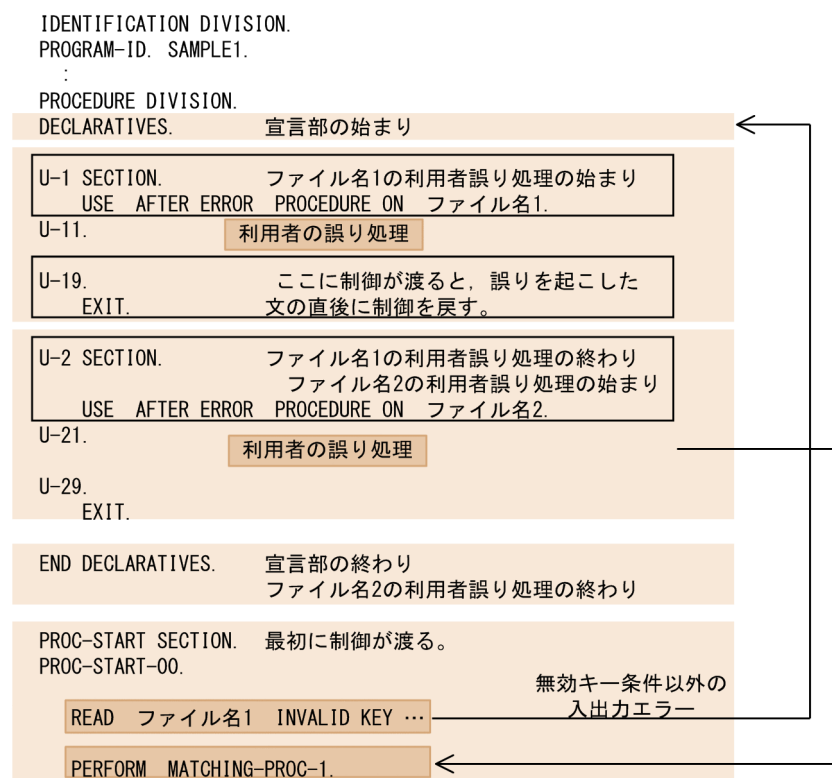 IDENTIFICATION DIVISION.
PROGRAM-ID. SAMPLE1.
:
PROCEDURE DIVISION.
DECLARATIVES. 宣言部の始まり
U-1 SECTION. ファイル名1の利用者誤り処理の始まり
USE AFTER ERROR PROCEDURE ON ファイル名1.
U-11.
利用者の誤り処理
U-19. ここに制御が渡ると，誤りを起こした
EXIT. 文の直後に制御を戻す。
U-2 SECTION. ファイル名1の利用者誤り処理の終わり
ファイル名2の利用者誤り処理の始まり
USE AFTER ERROR PROCEDURE ON ファイル名2.
U-21.
利用者の誤り処理
U-29.
EXIT.
END DECLARATIVES. 宣言部の終わり
ファイル名2の利用者誤り処理の終わり
PROC-START SECTION. 最初に制御が渡る。
PROC-START-00.
無効キー条件以外の
入出力エラー
READ ファイル名1 INVALID KEY …
PERFORM MATCHING-PROC-1.